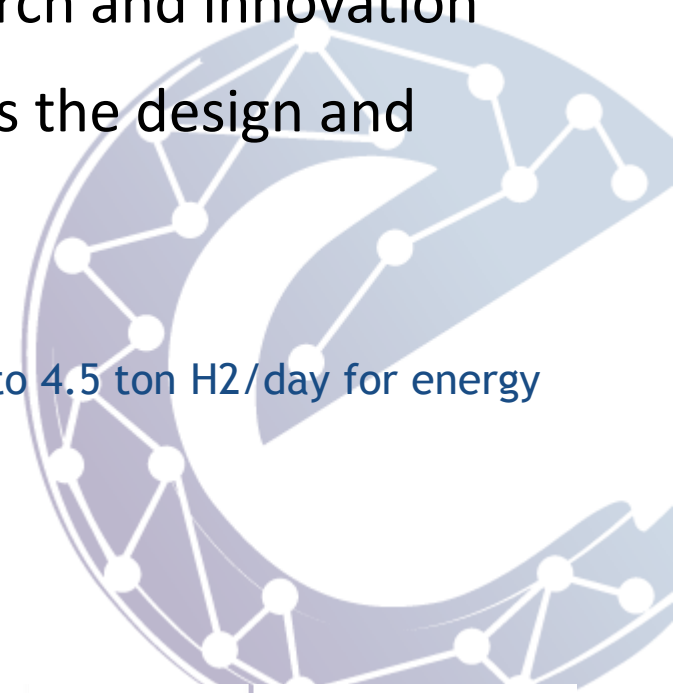 rch and innovation
s the design and
to 4.5 ton H2/day for energy